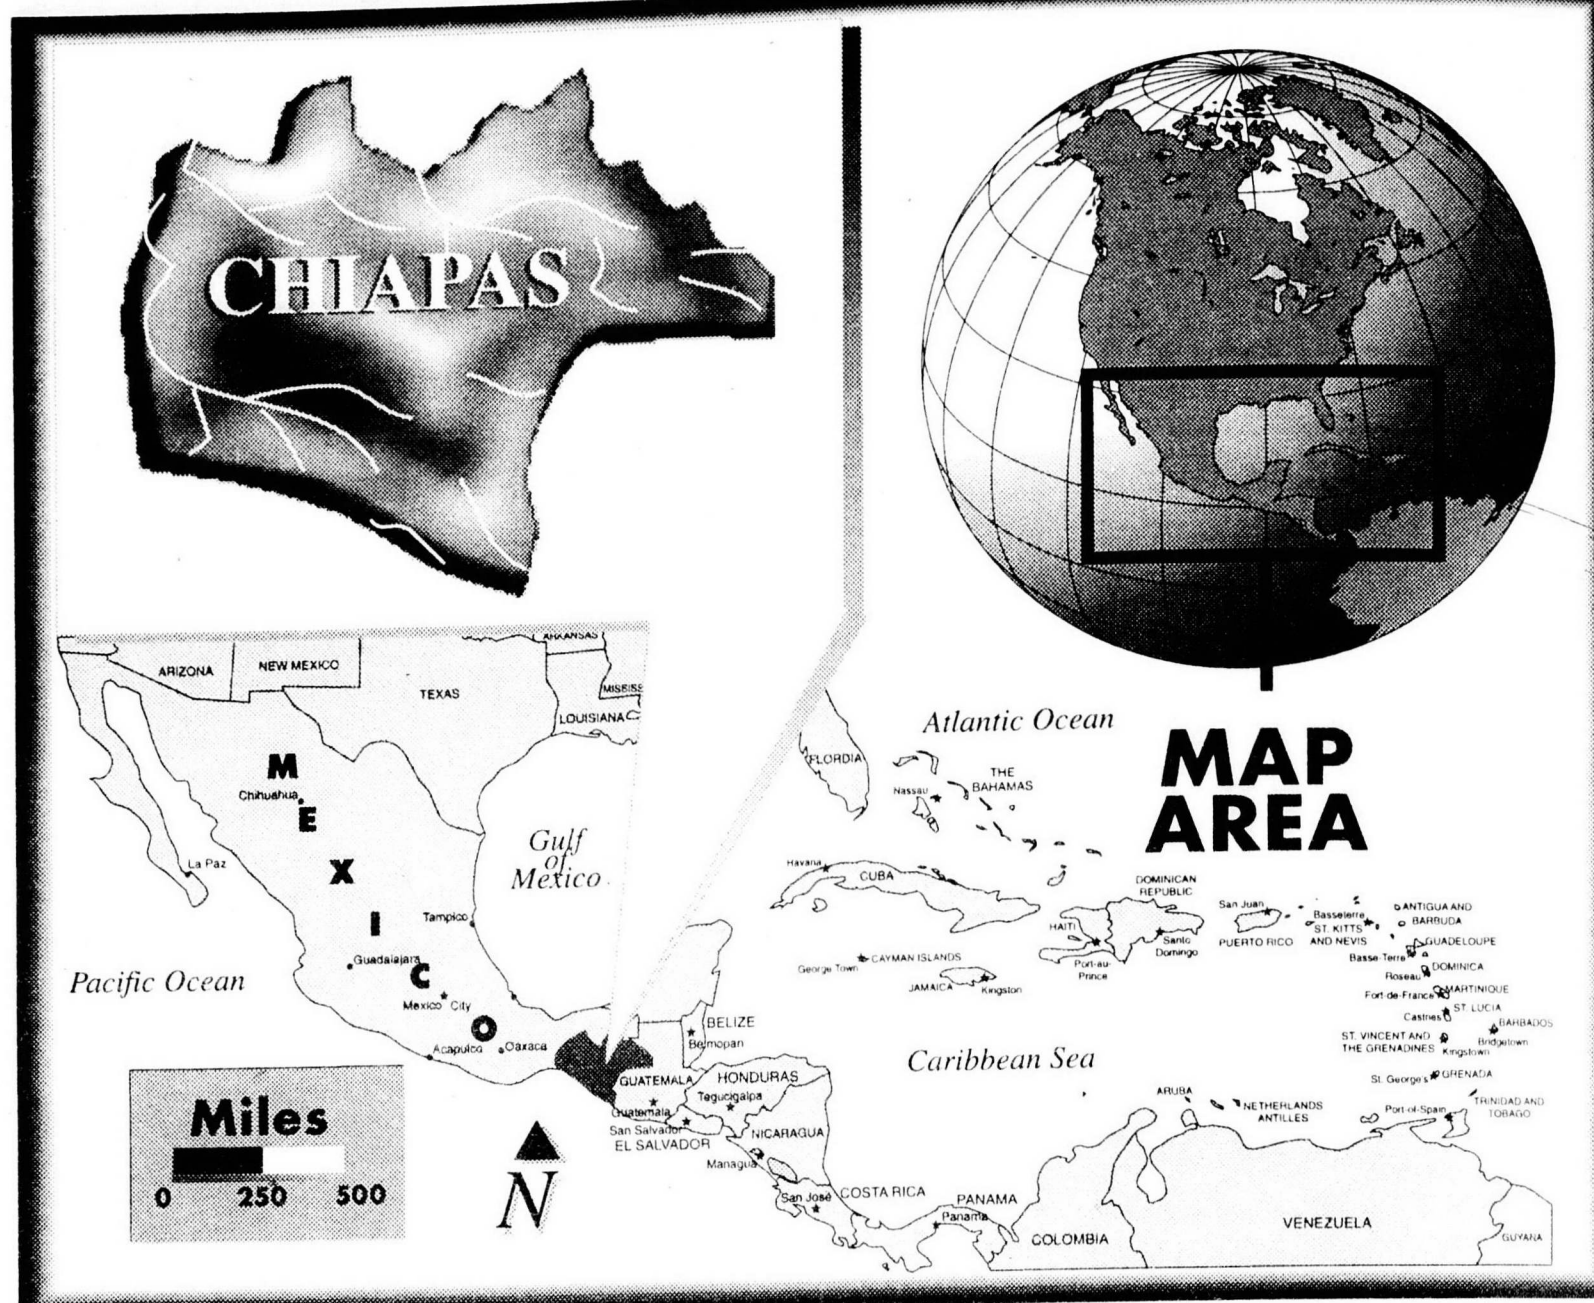 CHIAPAS
ARKANSAS
ARIZONA
NEW MEXICO
TEXAS
MISSISS
LOUISIANA
M
Chihuahua
E
X
I
C
O
La Paz
Tampico
Guadalajara
Mexico City
Acapulco
Oaxaca
Gulf
of
Mexico
Pacific Ocean
Miles
0 250 500
N
BELIZE
Belmopan
GUATEMALA
Guatemala
HONDURAS
Tegucigalpa
San Salvador
EL SALVADOR
NICARAGUA
Managua
San José
COSTA RICA
PANAMA
Panama
FLORDIA
Atlantic Ocean
MAP
AREA
THE
BAHAMAS
Nassau
Havana
CUBA
George Town
CAYMAN ISLANDS
JAMAICA
Kingston
HAITI
Port-au-
Prince
DOMINICAN
REPUBLIC
Santo
Domingo
San Juan
PUERTO RICO
Basseterre
ST. KITTS
AND NEVIS
ANTIGUA AND
BARBUDA
GUADELOUPE
Basse-Terre
DOMINICA
Roseau
MARTINIQUE
Fort-de-France
ST. LUCIA
Castries
BARBADOS
Bridgetown
ST. VINCENT AND
THE GRENADINES
Kingstown
St. George's
GRENADA
Caribbean Sea
ARUBA
NETHERLANDS
ANTILLES
Port-of-Spain
TRINIDAD AND
TOBAGO
COLOMBIA
VENEZUELA
GUYANA